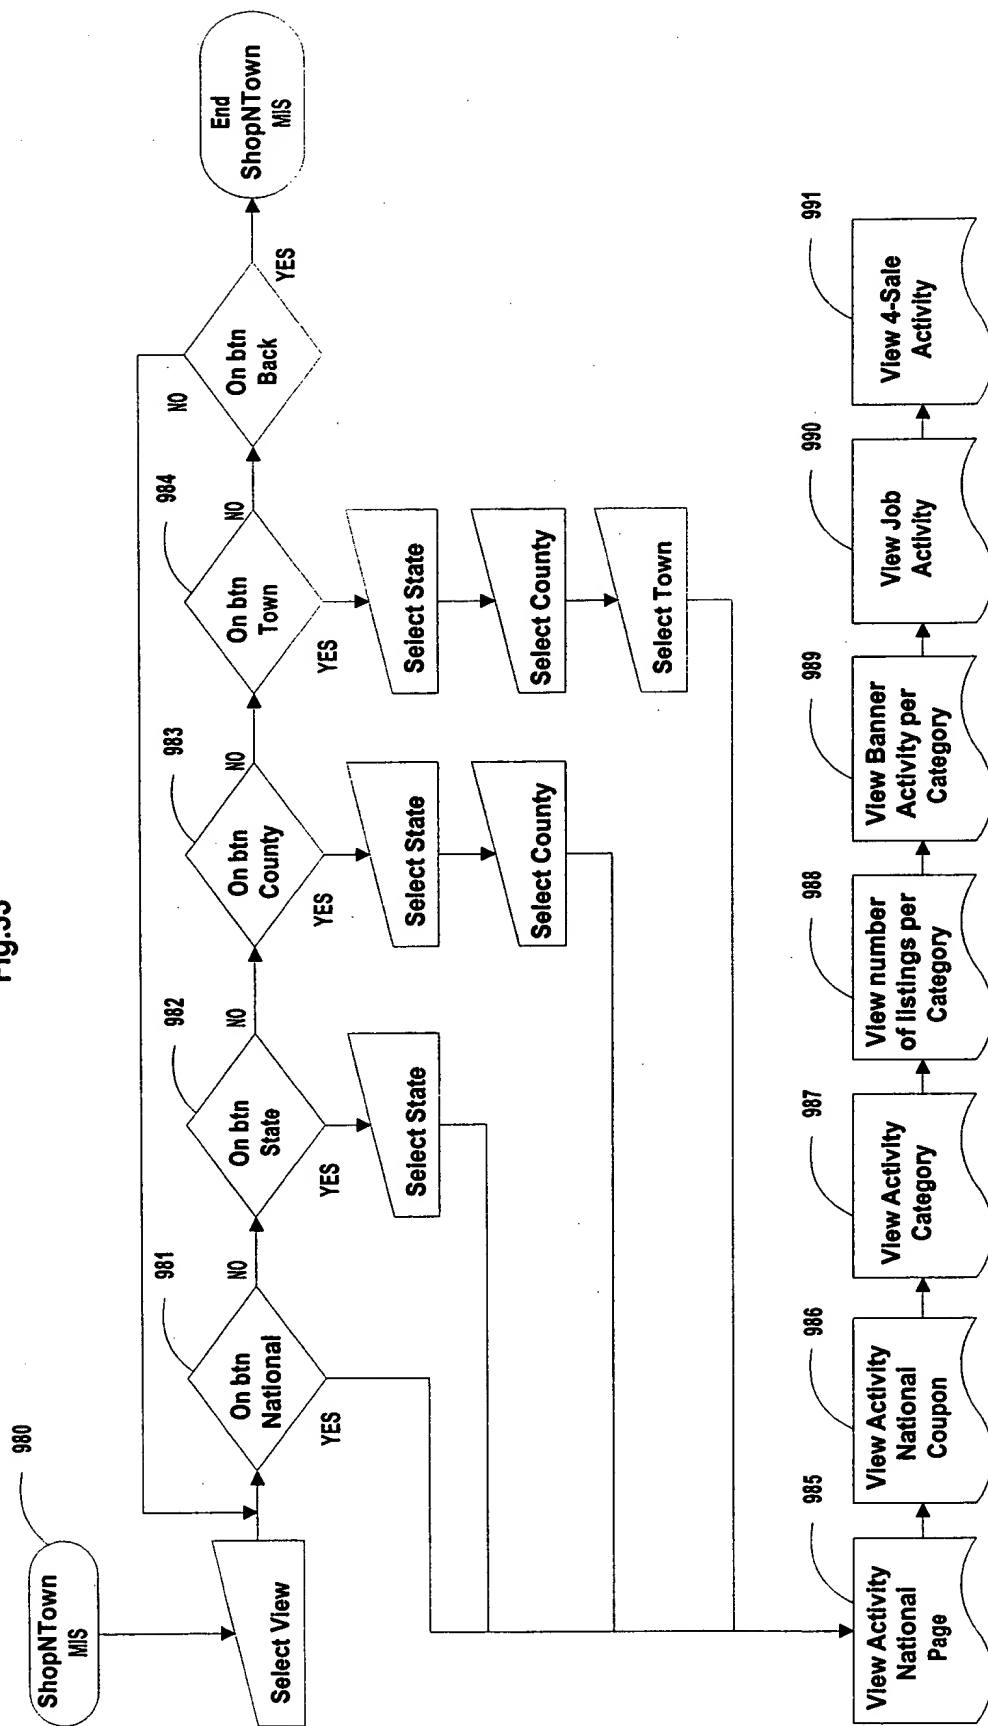 Fig.53
980
ShopNTown
MIS
Select View
981
On btn
National
NO
YES
982
On btn
State
NO
YES
Select State
983
On btn
County
NO
YES
Select State
Select County
984
On btn
Town
NO
YES
Select State
Select County
Select Town
On btn
Back
NO
YES
End
ShopNTown
MIS
985
View Activity
National
Page
986
View Activity
National
Coupon
987
View Activity
Category
988
View number
of listings per
Category
989
View Banner
Activity per
Category
990
View Job
Activity
991
View 4-Sale
Activity